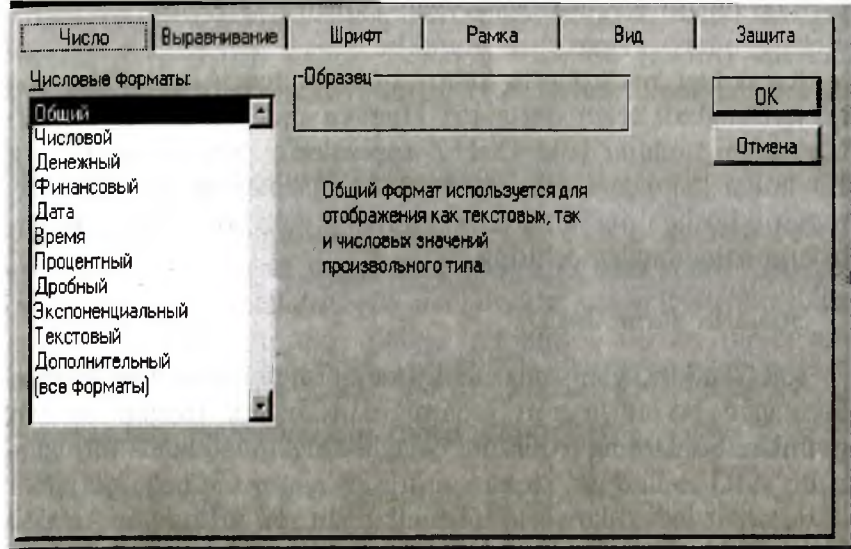 Число Выравнивание Шрифт Рамка Вид Защита
Числовые форматы:
Общий
Числовой
Денежный
Финансовый
Дата
Время
Процентный
Дробный
Экспоненциальный
Текстовый
Дополнительный
(все форматы)
Образец
Общий формат используется для
отображения как текстовых, так
и числовых значений
произвольного типа.
OK
Отмена